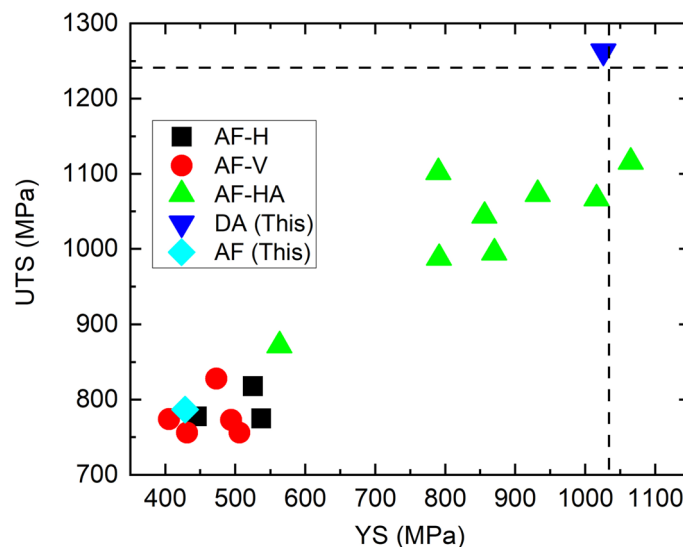 1300
1200
1100
1000
900
800
700
UTS (MPa)
AF-H
AF-V
AF-HA
DA (This)
AF (This)
400 500 600 700 800 900 1000 1100
YS (MPa)